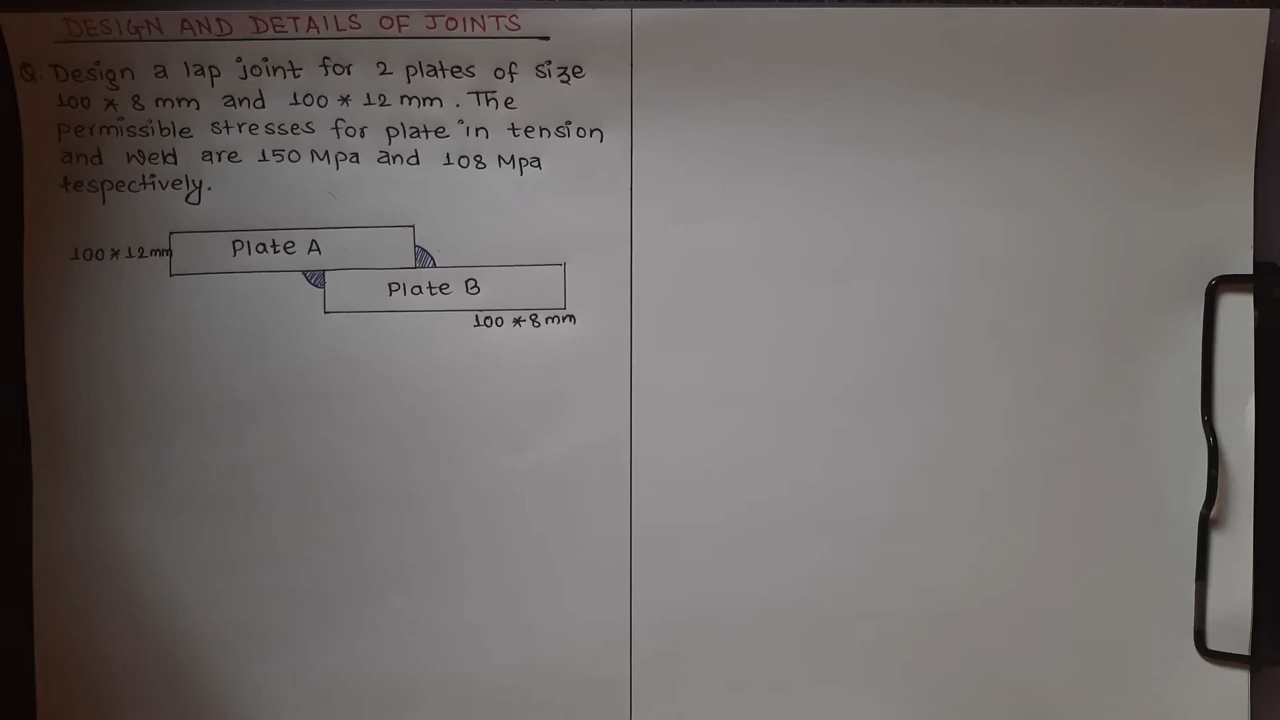 DESIGN AND DETAILS OF JOINTS
Q. Design a lap joint for 2 plates of size
100 * 8 mm and 100 * 12 mm. The
permissible stresses for plate in tension
and weld are 150 Mpa and 108 Mpa
tespectively.
100 * 12 mm
Plate A
Plate B
100 * 8 mm